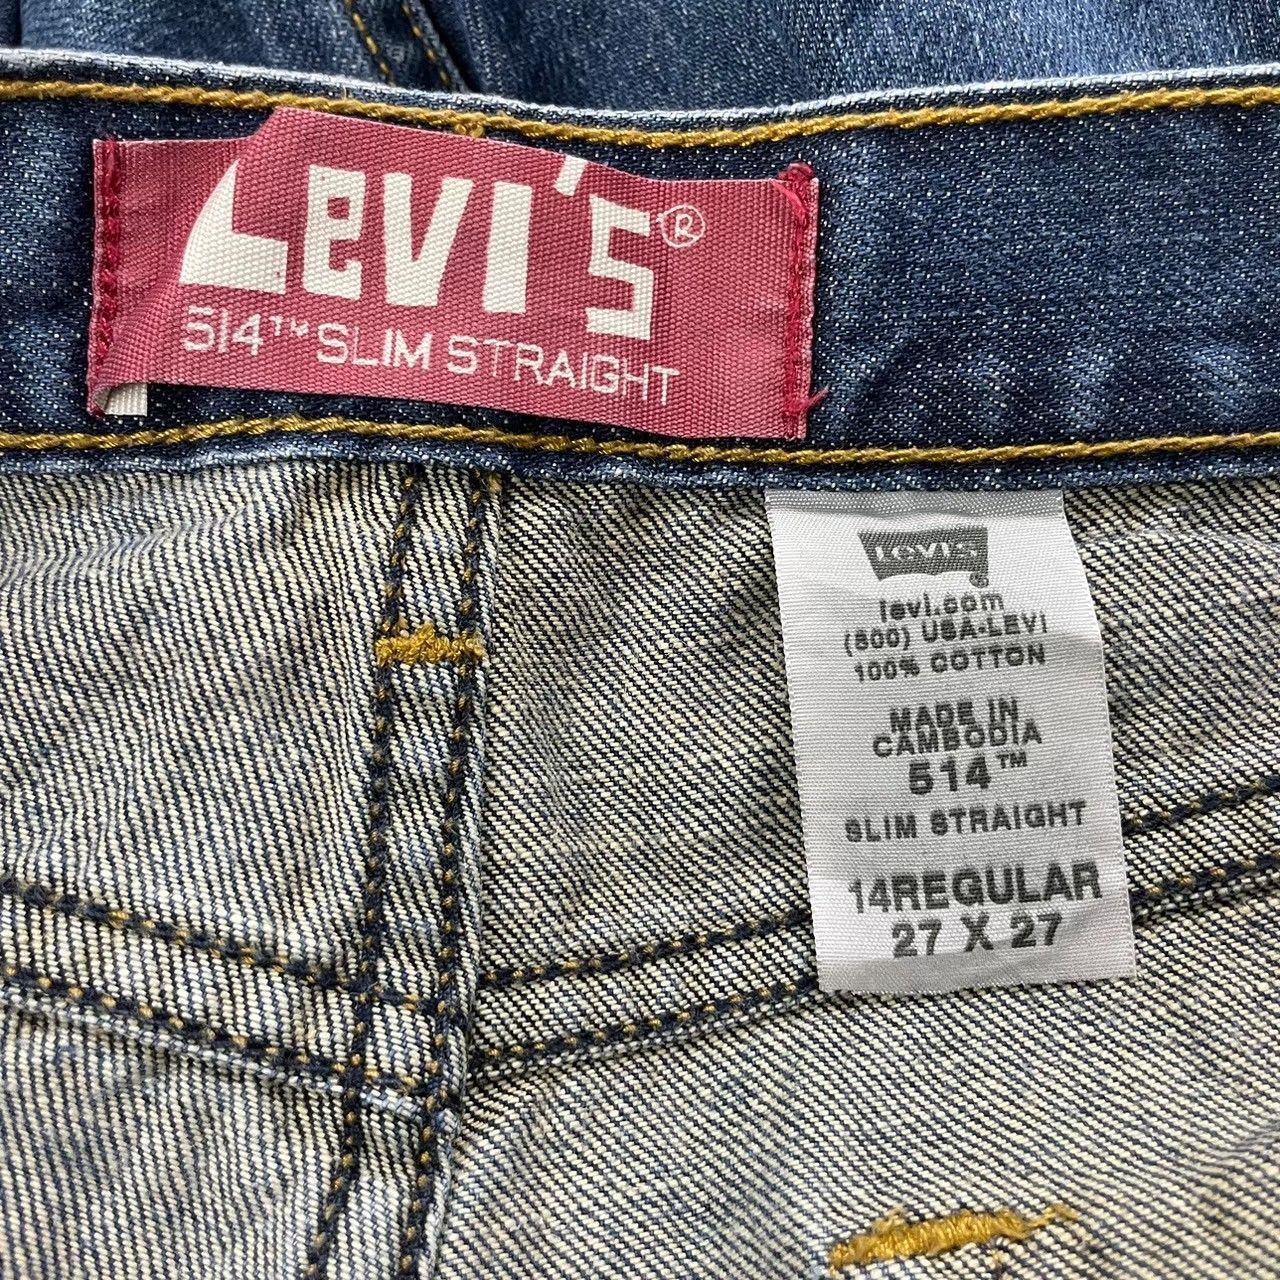 Levi's®
514™ SLIM STRAIGHT
LEVI'S®
levi.com
(800) USA-LEVI
100% COTTON
MADE IN
CAMBODIA
514™
SLIM STRAIGHT
14REGULAR
27 X 27